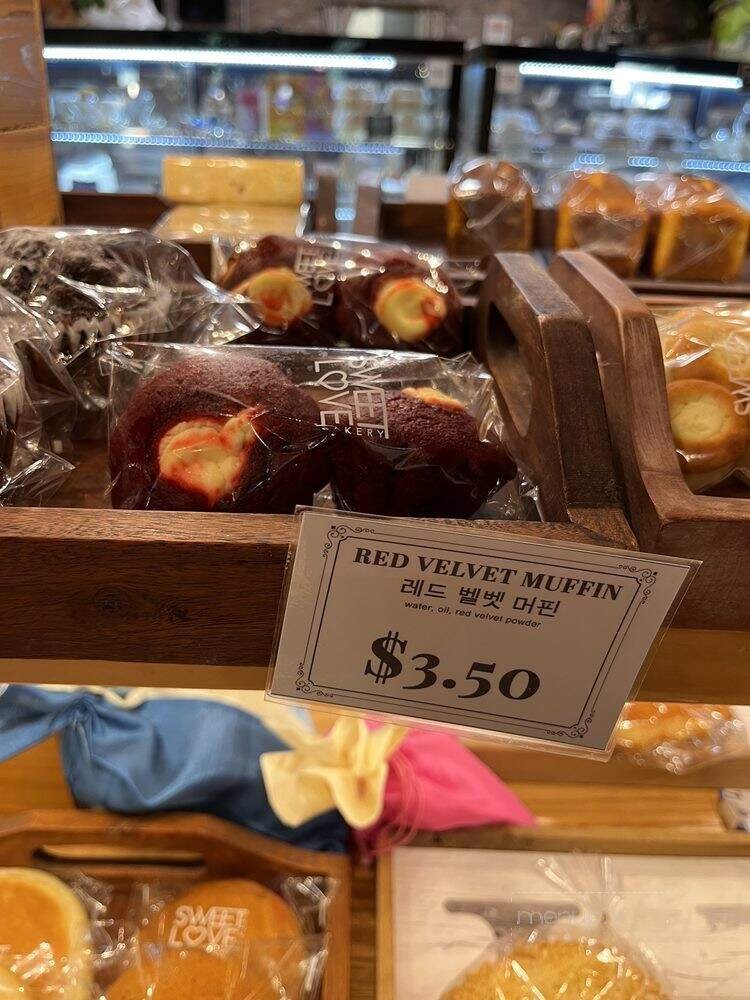 SWEET
LOVE
BAKERY
RED VELVET MUFFIN
레드 벨벳 머핀
water, oil, red velvet powder
$3.50
SWEET
LOVE
menu